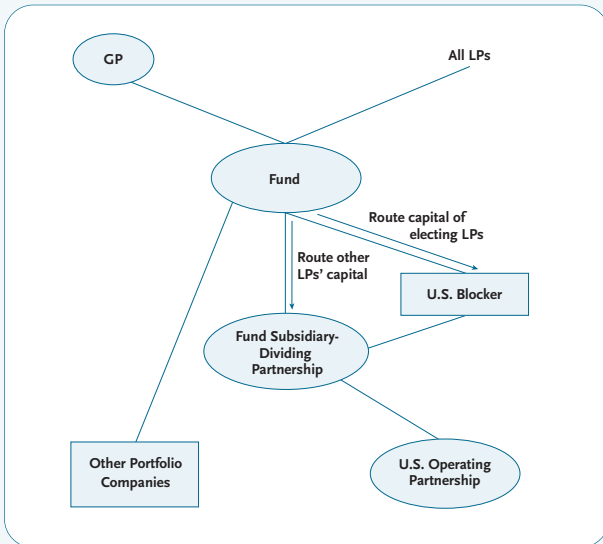 GP
All LPs
Fund
Route capital of
electing LPs
Route other
LPs' capital
U.S. Blocker
Fund Subsidiary-
Dividing
Partnership
Other Portfolio
Companies
U.S. Operating
Partnership